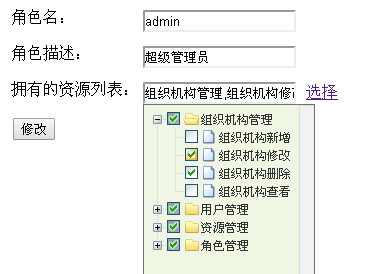 角色名： admin
角色描述： 超级管理员
拥有的资源列表： 组织机构管理,组织机构修 选择
修改
组织机构管理
组织机构新增
组织机构修改
组织机构删除
组织机构查看
用户管理
资源管理
角色管理